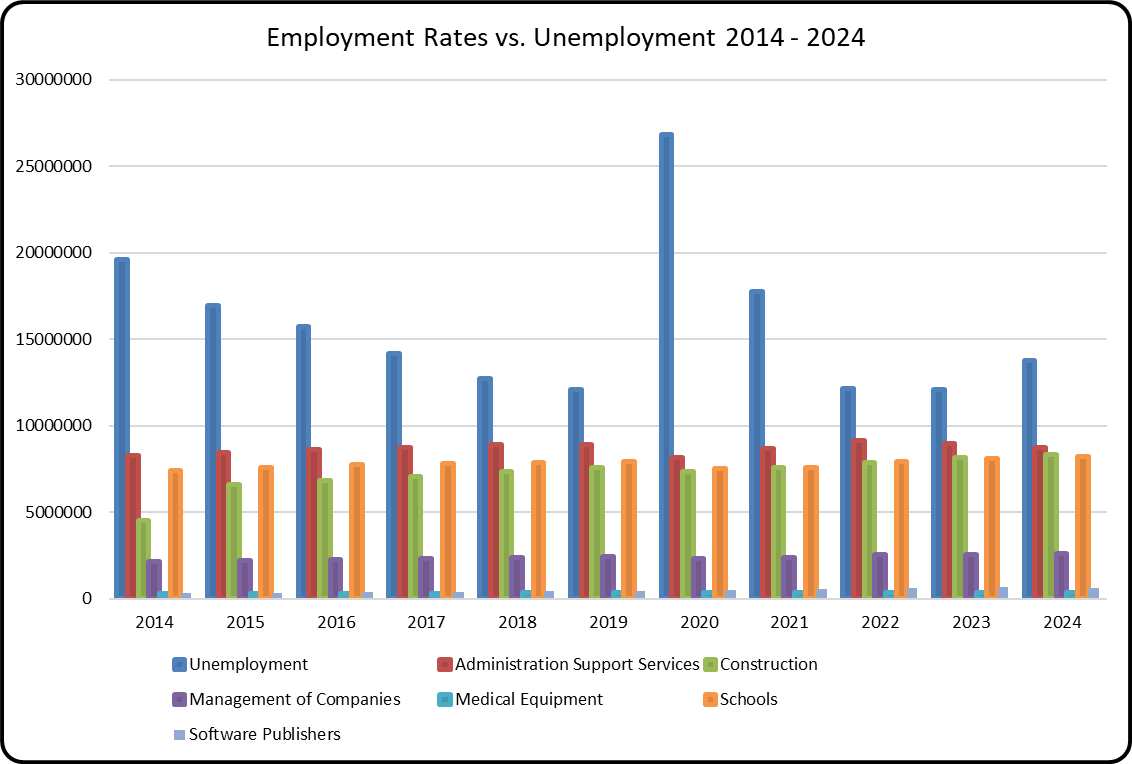 Employment Rates vs. Unemployment 2014 - 2024
30000000
25000000
20000000
15000000
10000000
5000000
0
2014 2015 2016 2017 2018 2019 2020 2021 2022 2023 2024
Unemployment Administration Support Services Construction
Management of Companies Medical Equipment Schools
Software Publishers